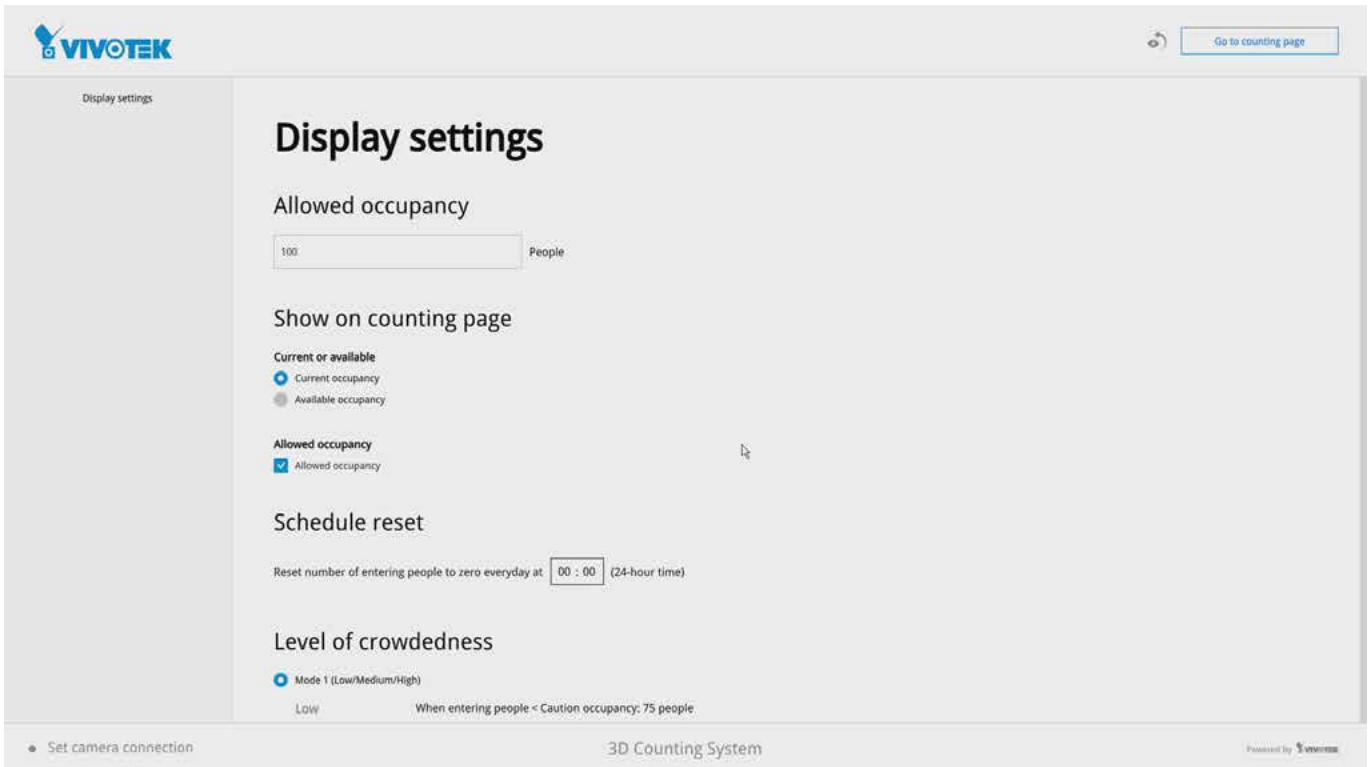 VIVOTEK
Go to counting page
Display settings
Display settings
Allowed occupancy
100
People
Show on counting page
Current or available
Current occupancy
Available occupancy
Allowed occupancy
Allowed occupancy
Schedule reset
Reset number of entering people to zero everyday at 00 : 00 (24-hour time)
Level of crowdedness
Mode 1 (Low/Medium/High)
Low When entering people < Caution occupancy: 75 people
Set camera connection
3D Counting System
Powered by VIVOTEK